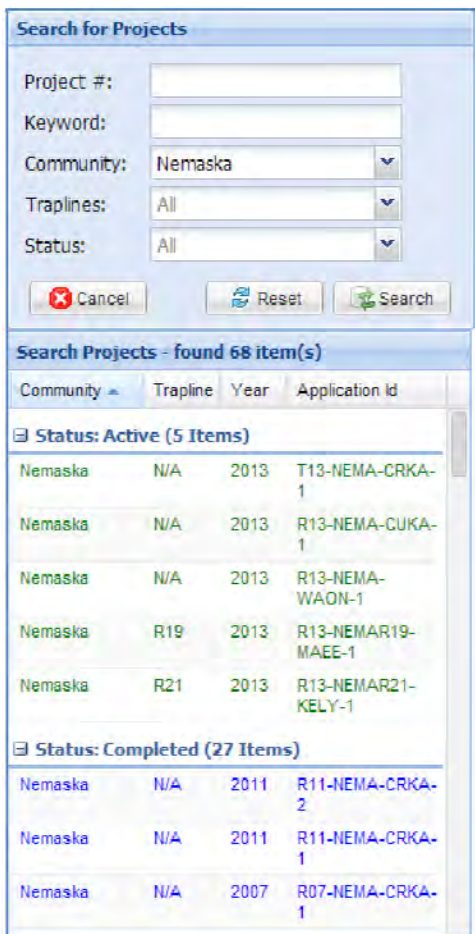 Search for Projects
Project #:
Keyword:
Community: Nemaska
Traplines: All
Status: All
Cancel Reset Search
Search Projects - found 68 item(s)
Community Trapline Year Application Id
Status: Active (5 Items)
Nemaska N/A 2013 T13-NEMA-CRKA-
1
Nemaska N/A 2013 R13-NEMA-CUKA-
1
Nemaska N/A 2013 R13-NEMA-
WAON-1
Nemaska R19 2013 R13-NEMAR19-
MAEE-1
Nemaska R21 2013 R13-NEMAR21-
KELY-1
Status: Completed (27 Items)
Nemaska N/A 2011 R11-NEMA-CRKA-
2
Nemaska N/A 2011 R11-NEMA-CRKA-
1
Nemaska N/A 2007 R07-NEMA-CRKA-
1